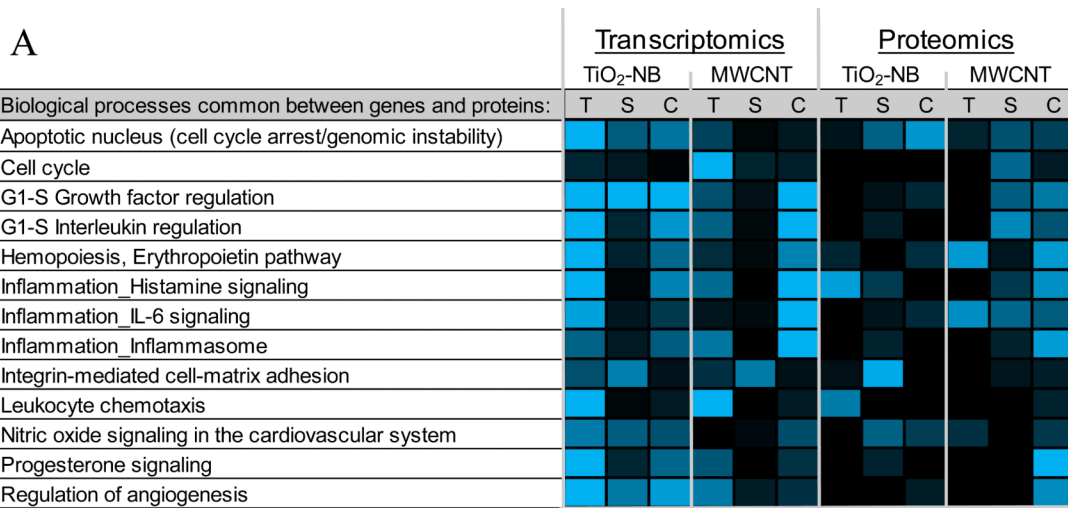 A
Transcriptomics Proteomics
TiO2-NB MWCNT TiO2-NB MWCNT
Biological processes common between genes and proteins: T S C T S C T S C T S C
Apoptotic nucleus (cell cycle arrest/genomic instability)
Cell cycle
G1-S Growth factor regulation
G1-S Interleukin regulation
Hemopoiesis, Erythropoietin pathway
Inflammation_Histamine signaling
Inflammation_IL-6 signaling
Inflammation_Inflammasome
Integrin-mediated cell-matrix adhesion
Leukocyte chemotaxis
Nitric oxide signaling in the cardiovascular system
Progesterone signaling
Regulation of angiogenesis